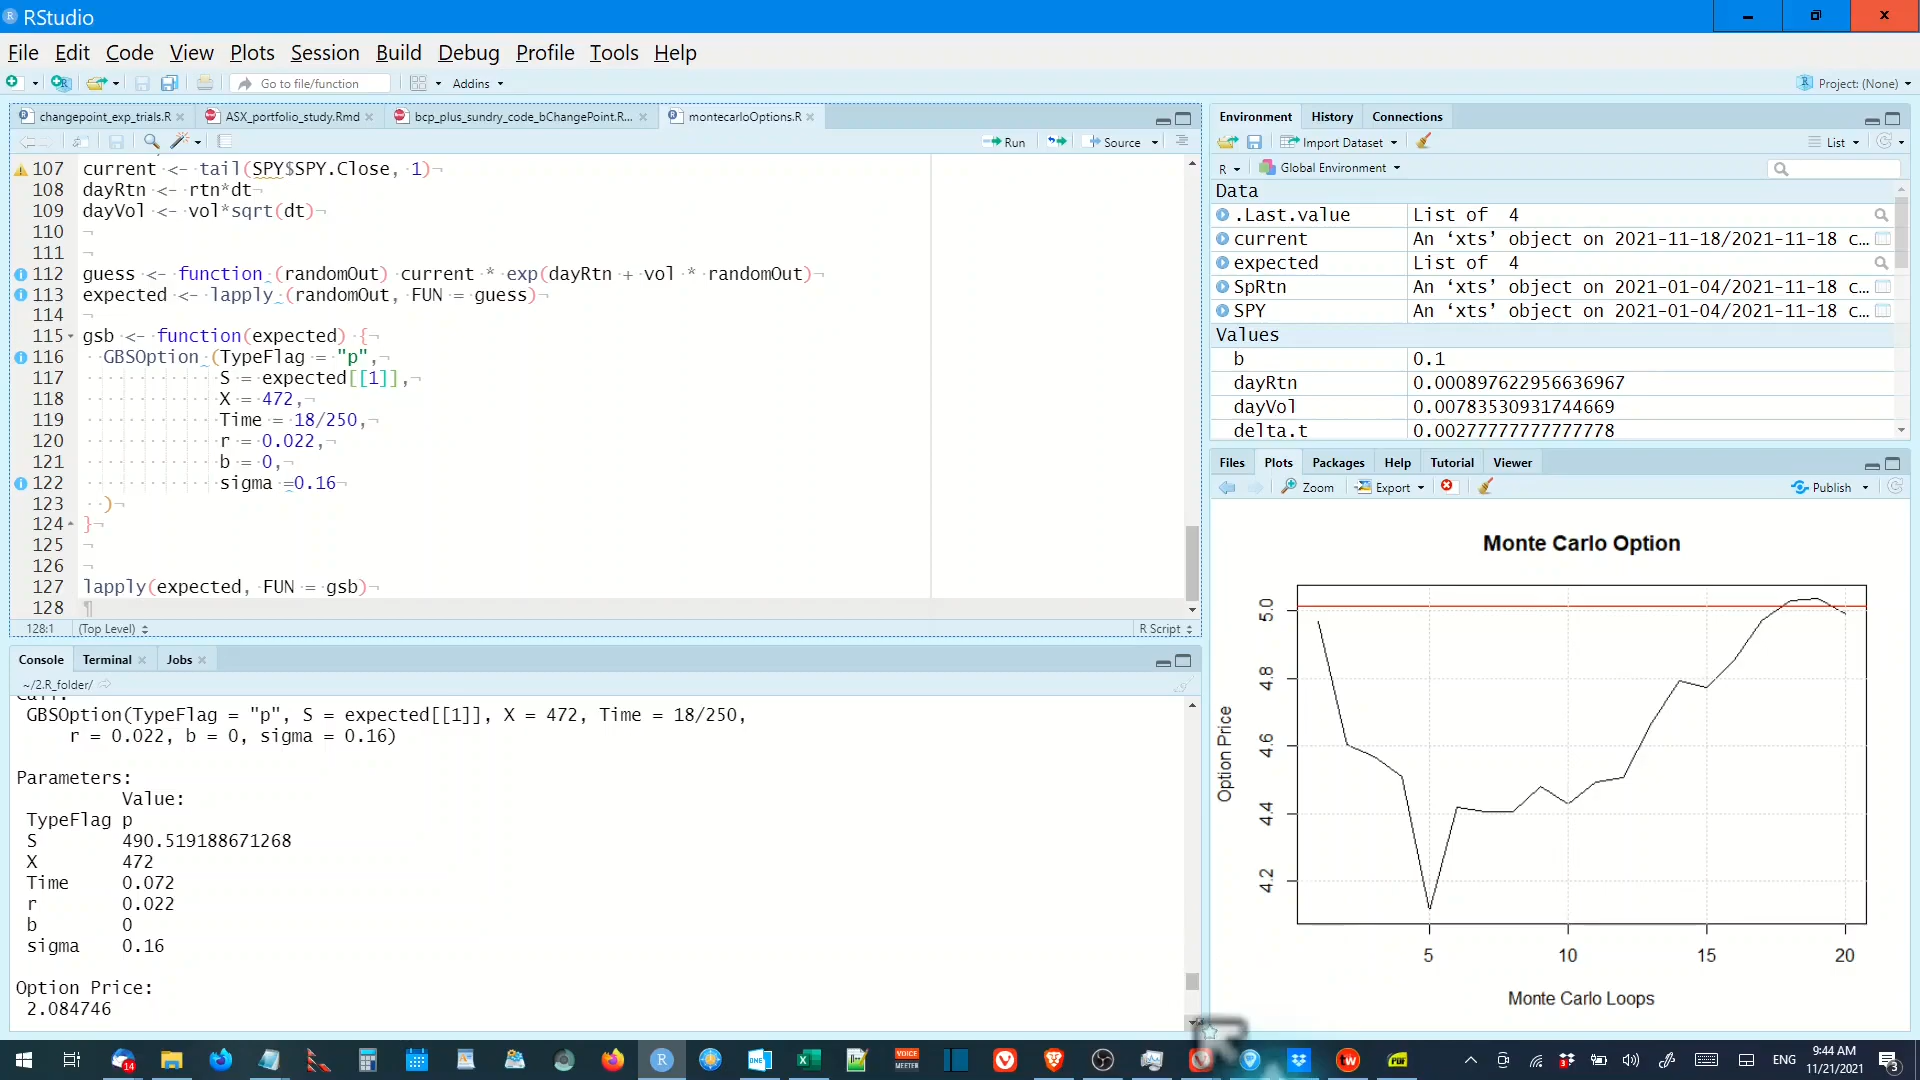 RStudio
File Edit Code View Plots Session Build Debug Profile Tools Help
Go to file/function
Addins
Project: (None)
changepoint_exp_trials.R
ASX_portfolio_study.Rmd
bcp_plus_sundry_code_bChangePoint.R...
montecarloOptions.R
Run
Source
107 current <- tail(SPY$SPY.Close, 1)
108 dayRtn <- rtn*dt
109 dayVol <- vol*sqrt(dt)
110
111
112 guess <- function (randomOut) current * exp(dayRtn + vol * randomOut)
113 expected <- lapply (randomOut, FUN = guess)
114
115 gsb <- function(expected) {
116 GBSOption (TypeFlag = "p",
117 S = expected[[1]],
118 X = 472,
119 Time = 18/250,
120 r = 0.022,
121 b = 0,
122 sigma =0.16
123 )
124 }
125
126
127 lapply(expected, FUN = gsb)
128
128:1 (Top Level) R Script
Console Terminal Jobs
~/2.R_folder/
Call:
GBSOption(TypeFlag = "p", S = expected[[1]], X = 472, Time = 18/250,
r = 0.022, b = 0, sigma = 0.16)
Parameters:
Value:
TypeFlag p
S 490.519188671268
X 472
Time 0.072
r 0.022
b 0
sigma 0.16
Option Price:
2.084746
Environment History Connections
Import Dataset
List
R Global Environment
Data
.Last.value List of 4
current An ‘xts’ object on 2021-11-18/2021-11-18 c…
expected List of 4
SpRtn An ‘xts’ object on 2021-01-04/2021-11-18 c…
SPY An ‘xts’ object on 2021-01-04/2021-11-18 c…
Values
b 0.1
dayRtn 0.000897622956636967
dayVol 0.00783530931744669
delta.t 0.00277777777777778
Files Plots Packages Help Tutorial Viewer
Zoom Export Publish
Monte Carlo Option
Option Price
5.0
4.8
4.6
4.4
4.2
5 10 15 20
Monte Carlo Loops
14
VOICE
MEETER
PDF
ENG
9:44 AM
11/21/2021
3